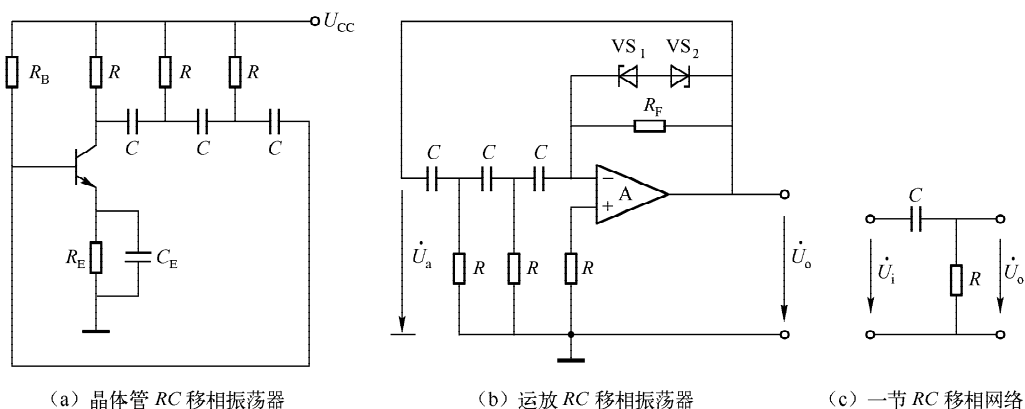 U_CC
R_B
R
R
R
C
C
C
R_E
C_E
(a) 晶体管 RC 移相振荡器
VS_1
VS_2
R_F
C
C
C
−
+
A
U̇_a
R
R
R
U̇_o
(b) 运放 RC 移相振荡器
C
U̇_i
R
U̇_o
(c) 一节 RC 移相网络